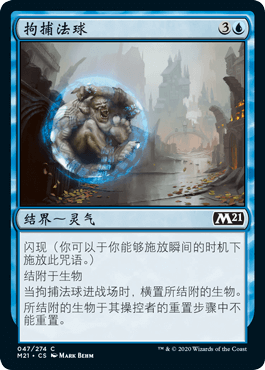 拘捕法球 3
结界～灵气 M21
闪现（你可以于你能够施放瞬间的时机下
施放此咒语。）
结附于生物
当拘捕法球进战场时，横置所结附的生物。
所结附的生物于其操控者的重置步骤中不
能重置。
047/274 C
M21 • CS MARK BEHM
™ & © 2020 Wizards of the Coast